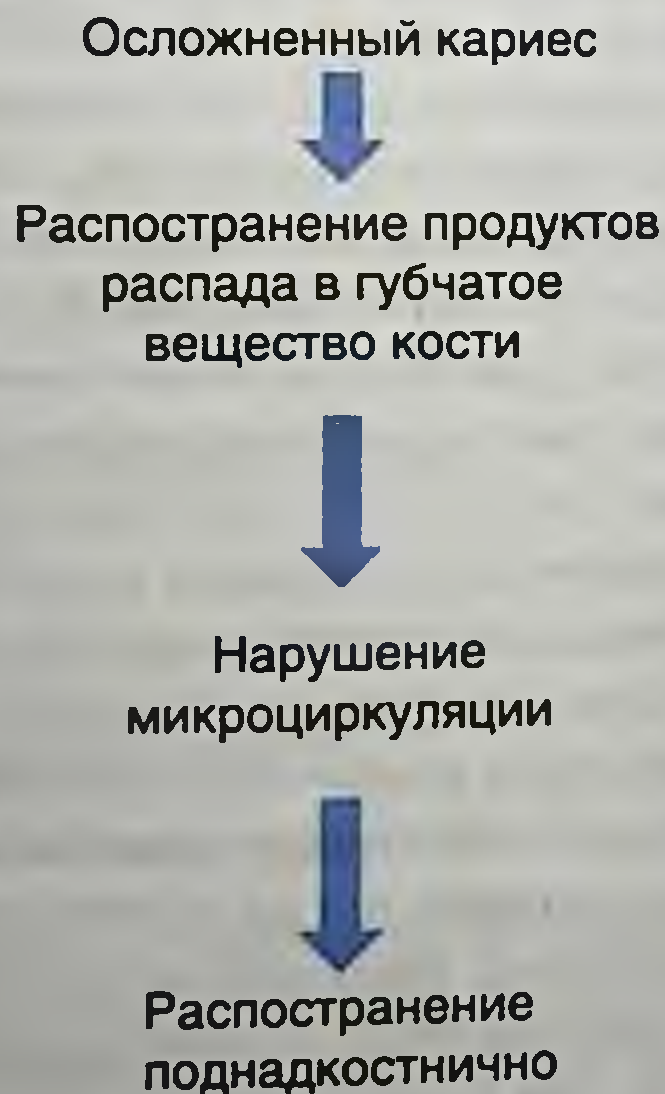 Осложненный кариес
Распостранение продуктов
распада в губчатое
вещество кости
Нарушение
микроциркуляции
Распостранение
поднадкостнично